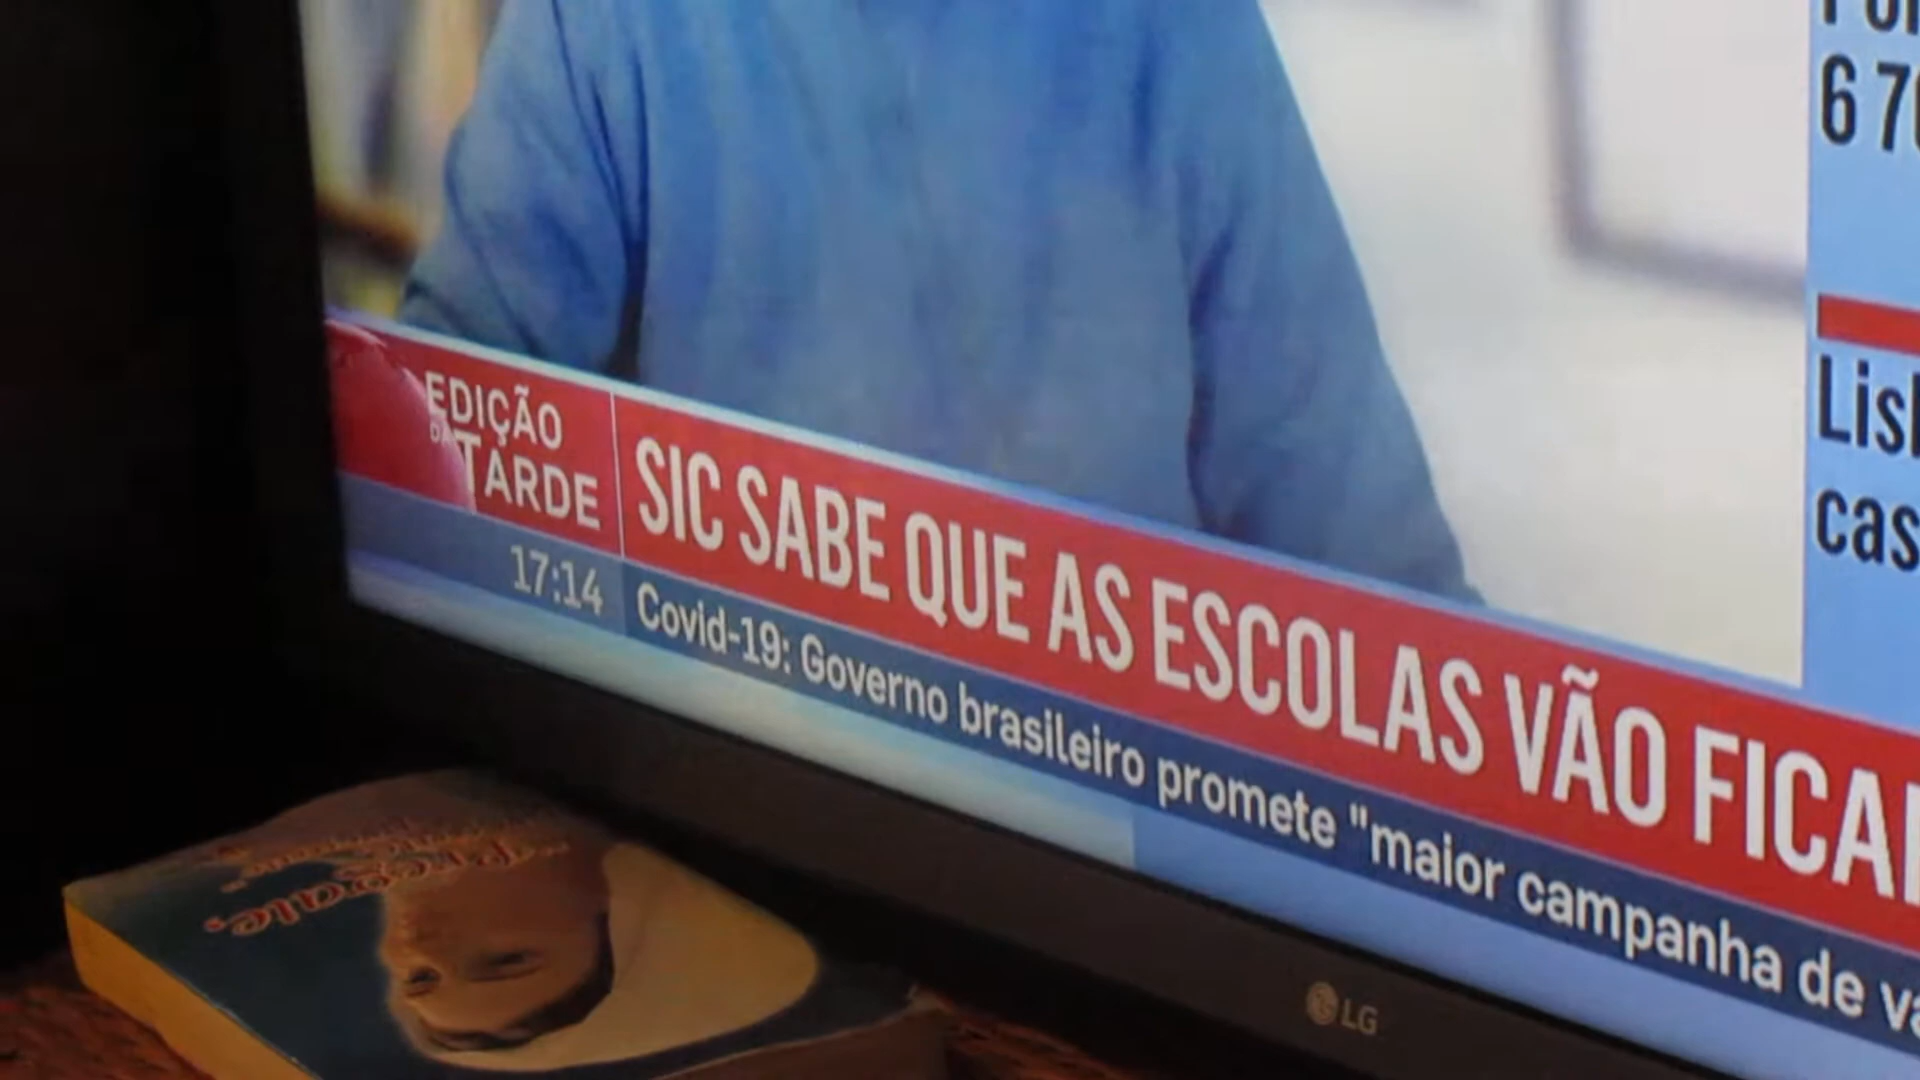 6 7
Lis
cas
EDIÇÃO
DA
TARDE
SIC SABE QUE AS ESCOLAS VÃO FICA
17:14
Covid-19: Governo brasileiro promete "maior campanha de va
LG